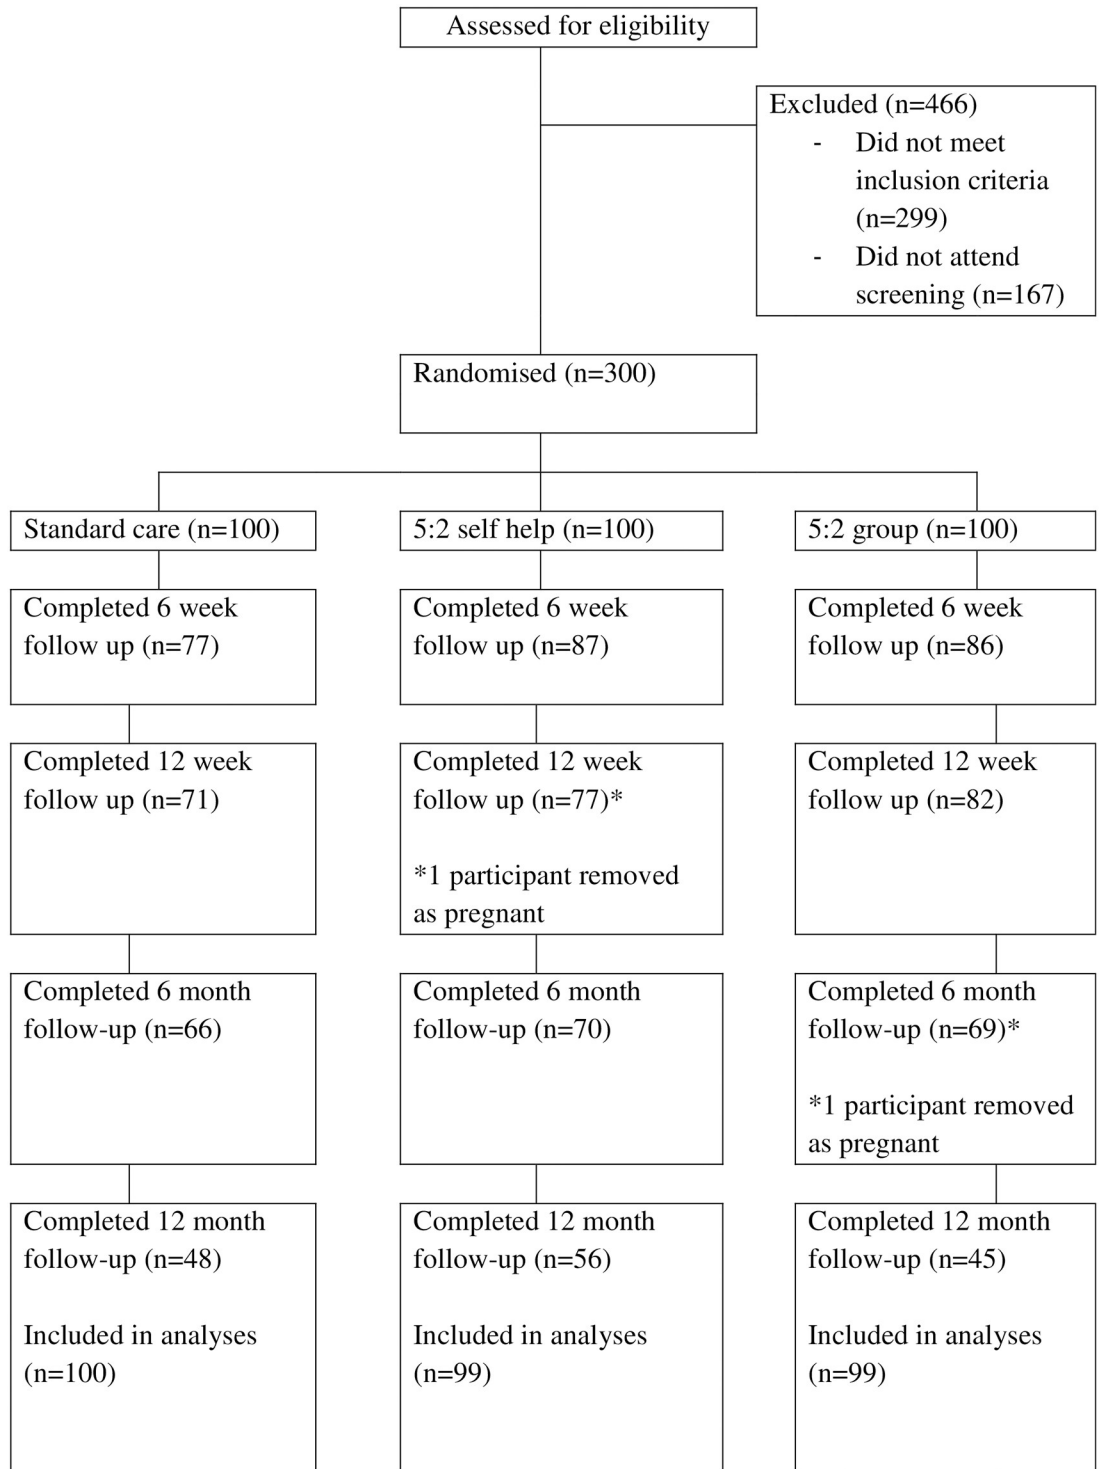 Assessed for eligibility
Excluded (n=466)
- Did not meet
inclusion criteria
(n=299)
- Did not attend
screening (n=167)
Randomised (n=300)
Standard care (n=100)
5:2 self help (n=100)
5:2 group (n=100)
Completed 6 week
follow up (n=77)
Completed 6 week
follow up (n=87)
Completed 6 week
follow up (n=86)
Completed 12 week
follow up (n=71)
Completed 12 week
follow up (n=77)*
*1 participant removed
as pregnant
Completed 12 week
follow up (n=82)
Completed 6 month
follow-up (n=66)
Completed 6 month
follow-up (n=70)
Completed 6 month
follow-up (n=69)*
*1 participant removed
as pregnant
Completed 12 month
follow-up (n=48)
Included in analyses
(n=100)
Completed 12 month
follow-up (n=56)
Included in analyses
(n=99)
Completed 12 month
follow-up (n=45)
Included in analyses
(n=99)